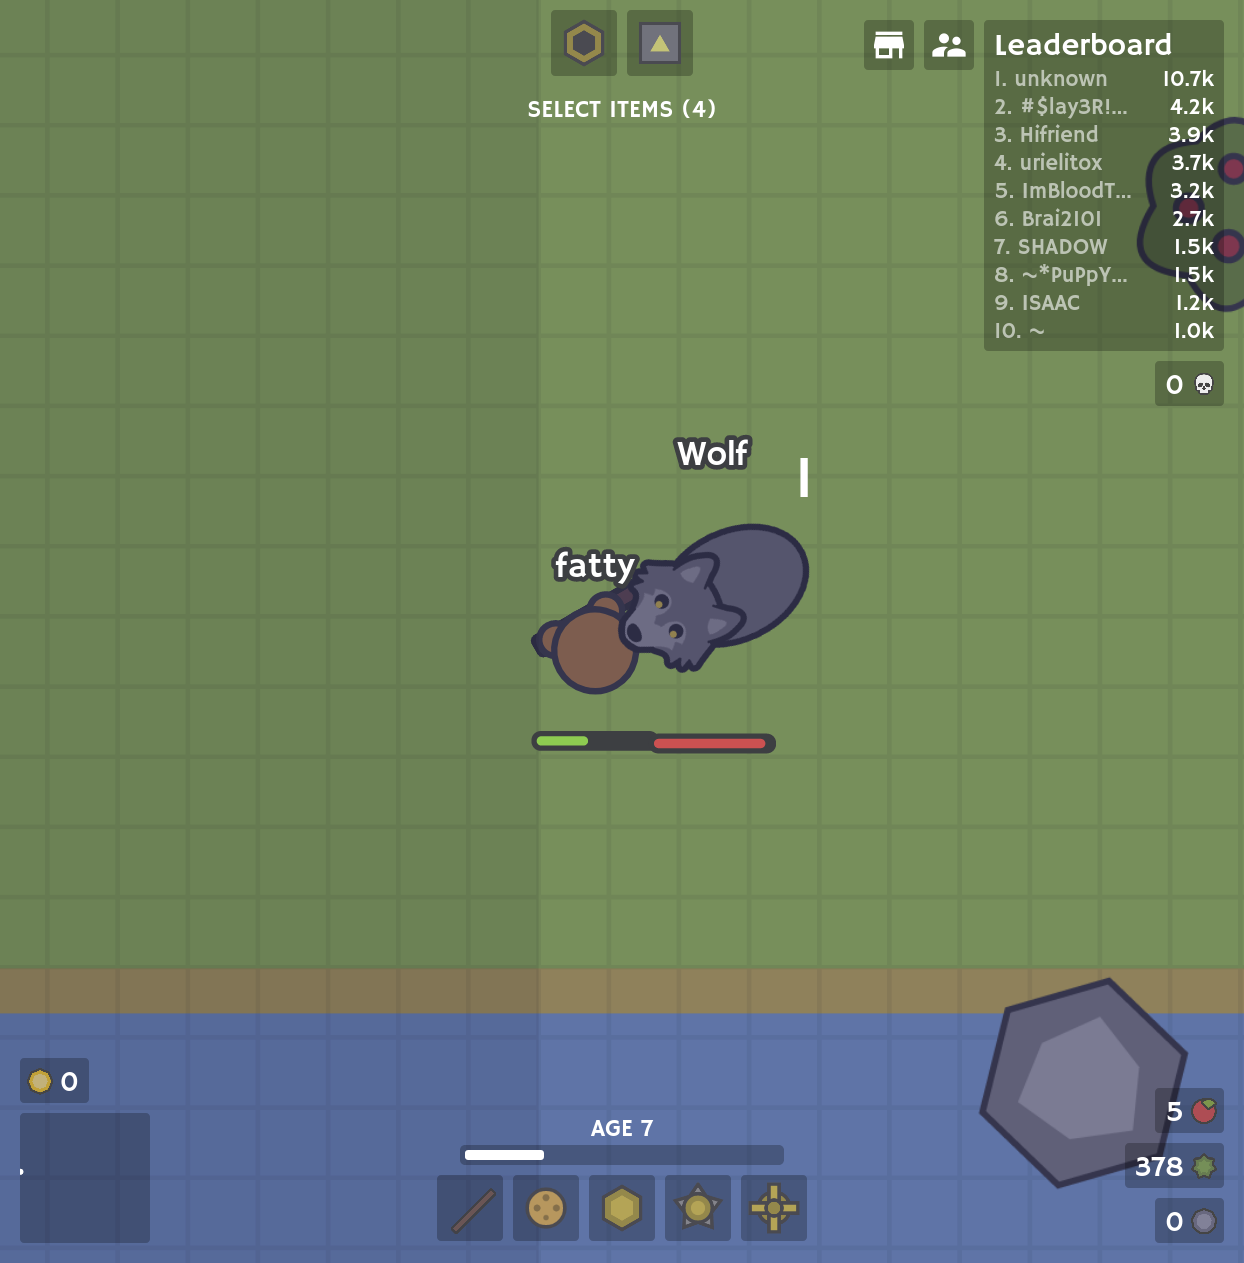 SELECT ITEMS (4)
Leaderboard
1. unknown 10.7k
2. #$lay3R!... 4.2k
3. Hifriend 3.9k
4. urielitox 3.7k
5. ImBloodT... 3.2k
6. Brai2101 2.7k
7. SHADOW 1.5k
8. ~*PuPpY... 1.5k
9. ISAAC 1.2k
10. ~ 1.0k
0
Wolf
fatty
0
AGE 7
5
378
0